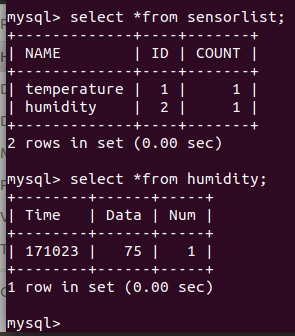 mysql> select *from sensorlist;
+-------------+----+-------+
| NAME        | ID | COUNT |
+-------------+----+-------+
| temperature |  1 |     1 |
| humidity    |  2 |     1 |
+-------------+----+-------+
2 rows in set (0.00 sec)

mysql> select *from humidity;
+--------+------+-----+
| Time   | Data | Num |
+--------+------+-----+
| 171023 |   75 |   1 |
+--------+------+-----+
1 row in set (0.00 sec)

mysql>